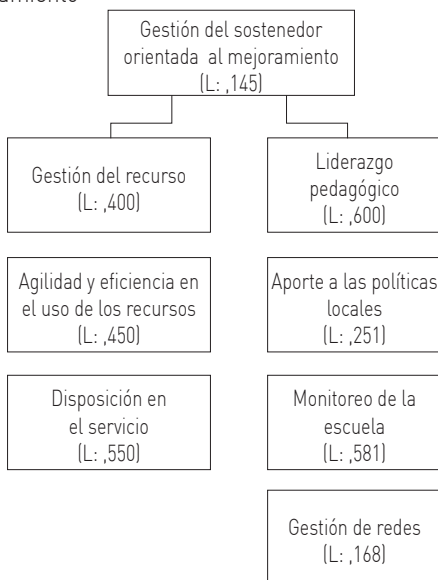 Gestión del sostenedor
orientada al mejoramiento
(L: ,145)
Gestión del recurso
(L: ,400)
Liderazgo
pedagógico
(L: ,600)
Agilidad y eficiencia en
el uso de los recursos
(L: ,450)
Aporte a las políticas
locales
(L: ,251)
Disposición en
el servicio
(L: ,550)
Monitoreo de la
escuela
(L: ,581)
Gestión de redes
(L: ,168)